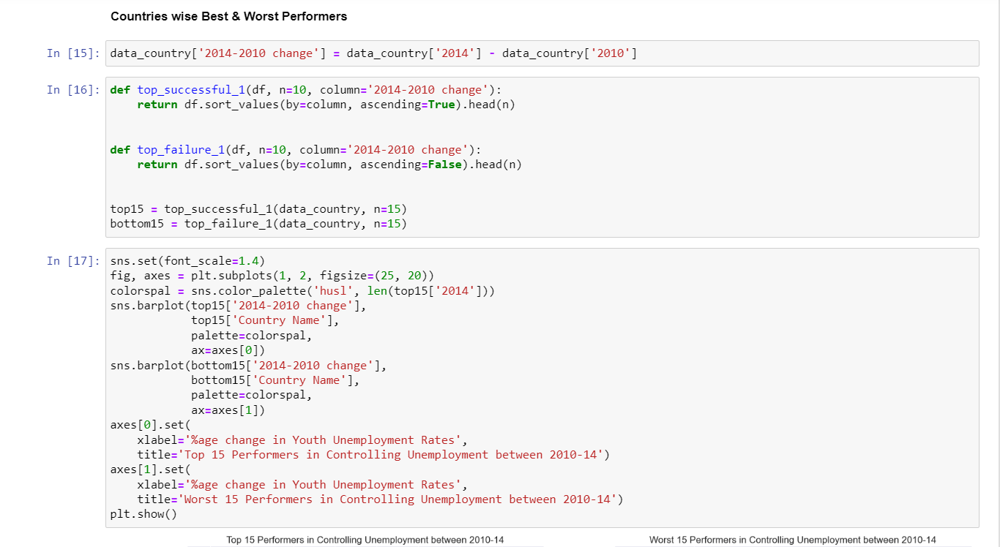 Countries wise Best & Worst Performers
In [15]: data_country['2014-2010 change'] = data_country['2014'] - data_country['2010']
In [16]: def top_successful_1(df, n=10, column='2014-2010 change'):
    return df.sort_values(by=column, ascending=True).head(n)
def top_failure_1(df, n=10, column='2014-2010 change'):
    return df.sort_values(by=column, ascending=False).head(n)
top15 = top_successful_1(data_country, n=15)
bottom15 = top_failure_1(data_country, n=15)
In [17]: sns.set(font_scale=1.4)
fig, axes = plt.subplots(1, 2, figsize=(25, 20))
colorspal = sns.color_palette('husl', len(top15['2014']))
sns.barplot(top15['2014-2010 change'],
            top15['Country Name'],
            palette=colorspal,
            ax=axes[0])
sns.barplot(bottom15['2014-2010 change'],
            bottom15['Country Name'],
            palette=colorspal,
            ax=axes[1])
axes[0].set(
    xlabel='%age change in Youth Unemployment Rates',
    title='Top 15 Performers in Controlling Unemployment between 2010-14')
axes[1].set(
    xlabel='%age change in Youth Unemployment Rates',
    title='Worst 15 Performers in Controlling Unemployment between 2010-14')
plt.show()
Top 15 Performers in Controlling Unemployment between 2010-14
Worst 15 Performers in Controlling Unemployment between 2010-14